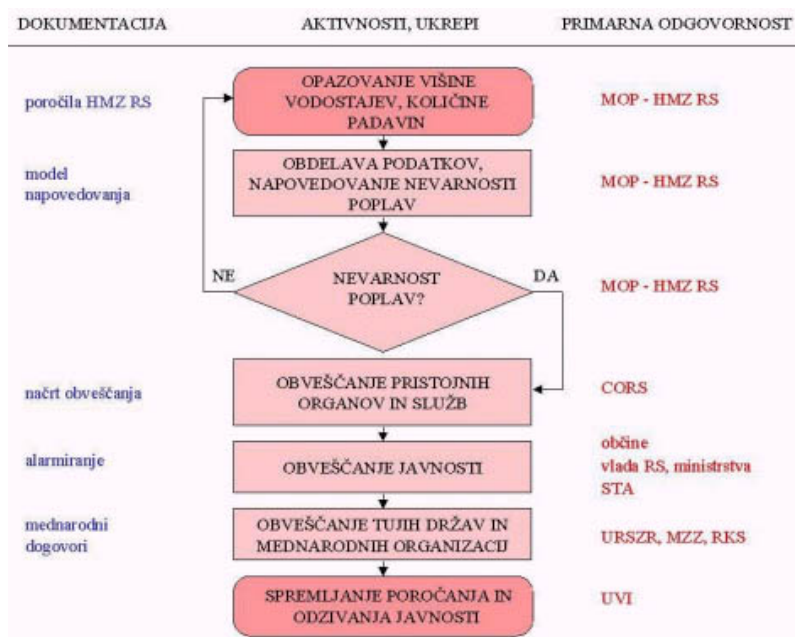 DOKUMENTACIJA AKTIVNOSTI, UKREPI PRIMARNA ODGOVORNOST
poročila HMZ RS
OPAZOVANJE VIŠINE
VODOSTAJEV, KOLIČINE
PADAVIN
MOP - HMZ RS
model
napovedovanja
OBDELAVA PODATKOV,
NAPOVEDOVANJE NEVARNOSTI
POPLAV
MOP - HMZ RS
NE
NEVARNOST
POPLAV?
DA
MOP - HMZ RS
načrt obveščanja
OBVEŠČANJE PRISTOJNIH
ORGANOV IN SLUŽB
CORS
alarmiranje
OBVEŠČANJE JAVNOSTI
občine
vlada RS, ministrstva
STA
mednarodni
dogovori
OBVEŠČANJE TUJIH DRŽAV IN
MEDNARODNIH ORGANIZACIJ
URSZR, MZZ, RKS
SPREMLJANJE POROČANJA IN
ODZIVANJA JAVNOSTI
UVI